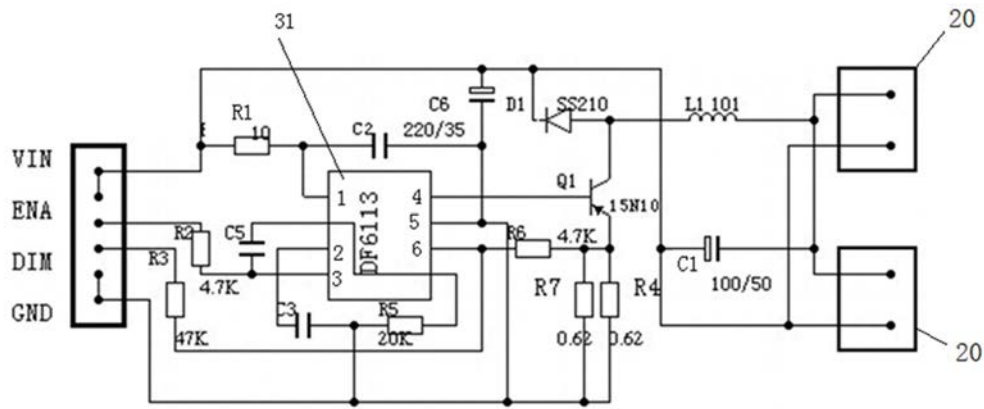 31
20
R1
10
C2
C6
220/35
D1
SS210
L1 101
VIN
ENA
DIM
GND
1
2
3
4
5
6
DF6113
Q1
15N10
R2
4.7K
C5
R3
47K
R6
4.7K
C3
R5
20K
R7
0.62
R4
0.62
C1
100/50
20